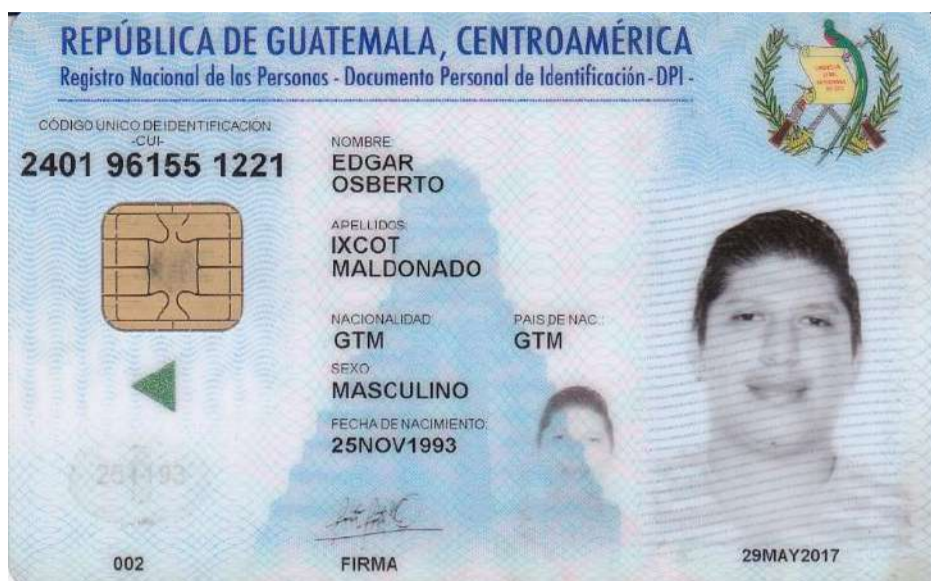 REPÚBLICA DE GUATEMALA, CENTROAMÉRICA
Registro Nacional de las Personas - Documento Personal de Identificación - DPI -
CÓDIGO UNICO DE IDENTIFICACIÓN
-CUI-
2401 96155 1221
NOMBRE:
EDGAR
OSBERTO
APELLIDOS:
IXCOT
MALDONADO
NACIONALIDAD: PAIS DE NAC.:
GTM GTM
SEXO
MASCULINO
FECHA DE NACIMIENTO:
25NOV1993
002 FIRMA 29MAY2017